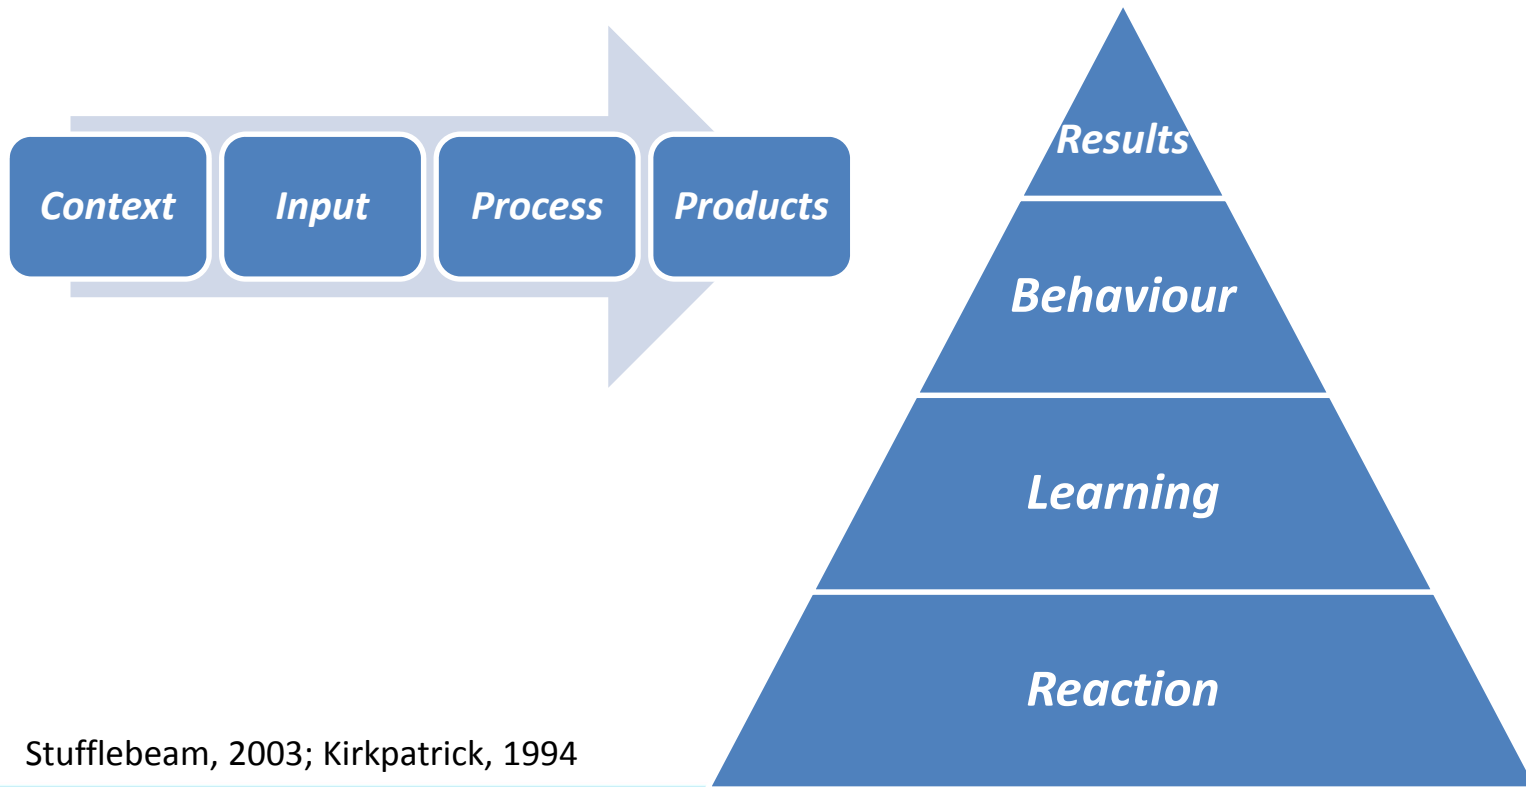 Context
Input
Process
Products
Results
Behaviour
Learning
Reaction
Stufflebeam, 2003; Kirkpatrick, 1994